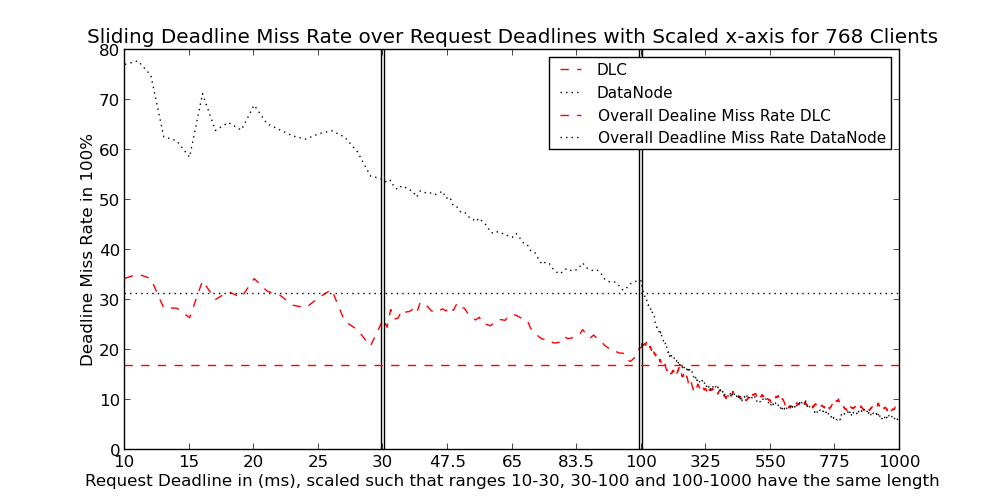 Sliding Deadline Miss Rate over Request Deadlines with Scaled x-axis for 768 Clients
Deadline Miss Rate in 100%
80
70
60
50
40
30
20
10
0
DLC
DataNode
Overall Dealine Miss Rate DLC
Overall Deadline Miss Rate DataNode
10 15 20 25 30 47.5 65 83.5 100 325 550 775 1000
Request Deadline in (ms), scaled such that ranges 10-30, 30-100 and 100-1000 have the same length